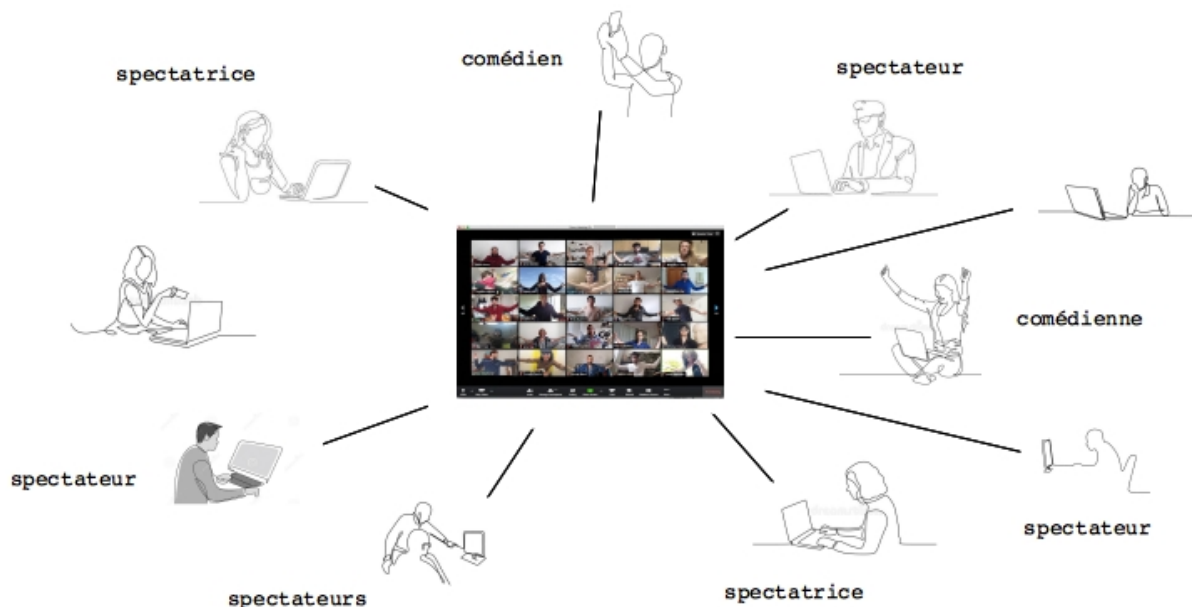 comédien
spectatrice
spectateur
comédienne
spectateur
spectateur
spectatrice
spectateurs